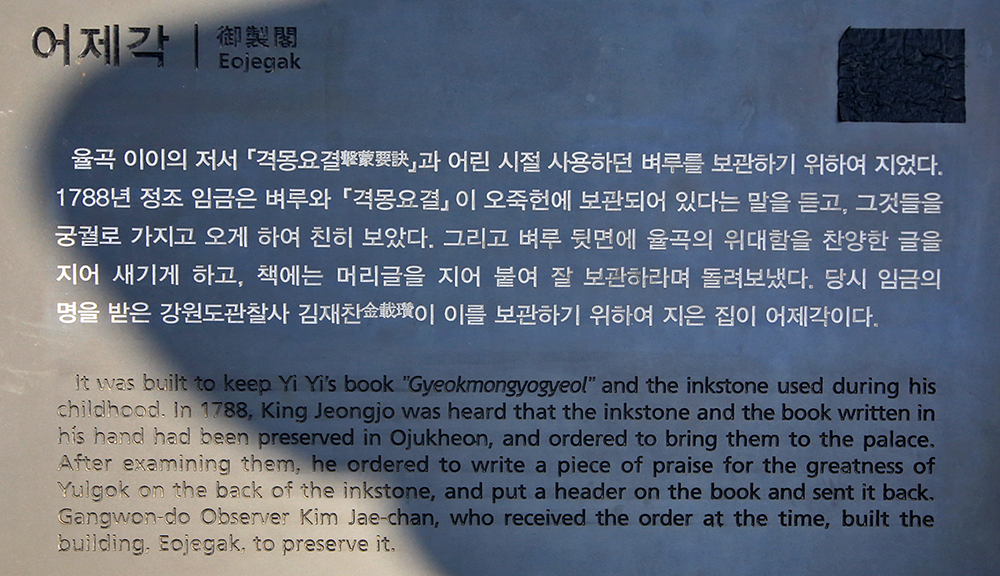 어제각 | 御製閣
Eojegak
율곡 이이의 저서 『격몽요결擊蒙要訣』과 어린 시절 사용하던 벼루를 보관하기 위하여 지었다.
1788년 정조 임금은 벼루와 『격몽요결』이 오죽헌에 보관되어 있다는 말을 듣고, 그것들을
궁궐로 가지고 오게 하여 친히 보았다. 그리고 벼루 뒷면에 율곡의 위대함을 찬양한 글을
지어 새기게 하고, 책에는 머리글을 지어 붙여 잘 보관하라며 돌려보냈다. 당시 임금의
명을 받은 강원도관찰사 김재찬金載瓚이 이를 보관하기 위하여 지은 집이 어제각이다.
It was built to keep Yi Yi's book "Gyeokmongyogyeol" and the inkstone used during his
childhood. In 1788, King Jeongjo was heard that the inkstone and the book written in
his hand had been preserved in Ojukheon, and ordered to bring them to the palace.
After examining them, he ordered to write a piece of praise for the greatness of
Yulgok on the back of the inkstone, and put a header on the book and sent it back.
Gangwon-do Observer Kim Jae-chan, who received the order at the time, built the
building, Eojegak, to preserve it.